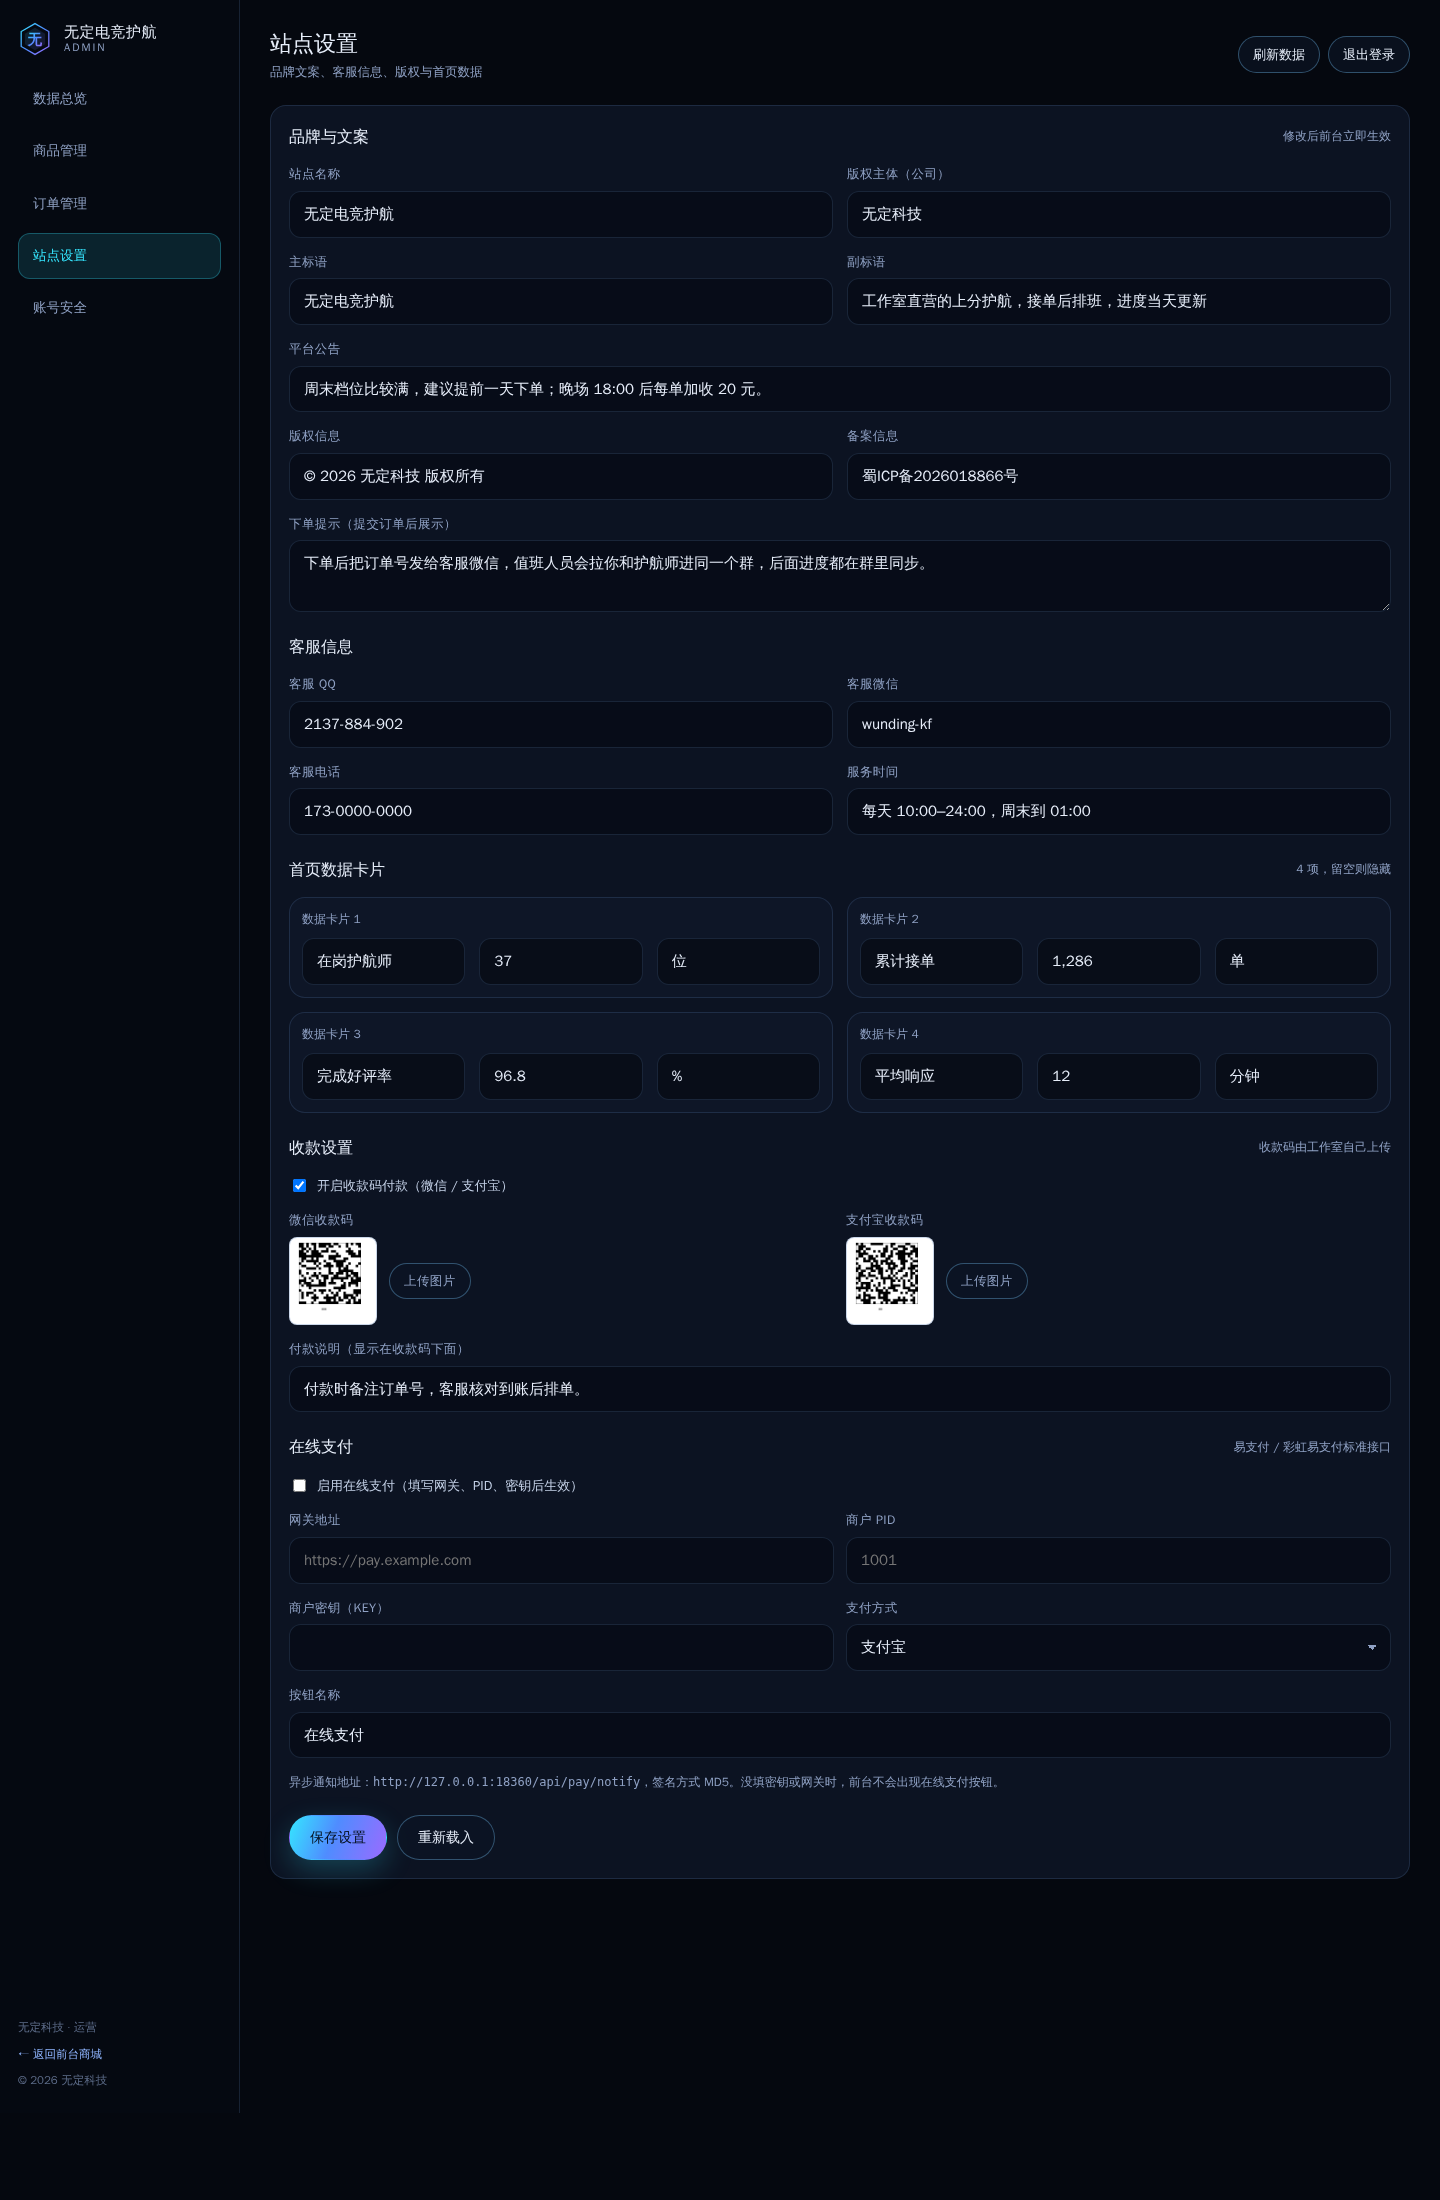 无
无定电竞护航
ADMIN
数据总览
商品管理
订单管理
站点设置
账号安全
无定科技 · 运营
← 返回前台商城
© 2026 无定科技
站点设置
品牌文案、客服信息、版权与首页数据
刷新数据
退出登录
品牌与文案
修改后前台立即生效
站点名称
版权主体（公司）
无定电竞护航
无定科技
主标语
副标语
无定电竞护航
工作室直营的上分护航，接单后排班，进度当天更新
平台公告
周末档位比较满，建议提前一天下单；晚场 18:00 后每单加收 20 元。
版权信息
备案信息
© 2026 无定科技 版权所有
蜀ICP备2026018866号
下单提示（提交订单后展示）
下单后把订单号发给客服微信，值班人员会拉你和护航师进同一个群，后面进度都在群里同步。
客服信息
客服 QQ
客服微信
2137-884-902
wunding-kf
客服电话
服务时间
173-0000-0000
每天 10:00–24:00，周末到 01:00
首页数据卡片
4 项，留空则隐藏
数据卡片 1
数据卡片 2
在岗护航师 37 位
累计接单 1,286 单
数据卡片 3
数据卡片 4
完成好评率 96.8 %
平均响应 12 分钟
收款设置
收款码由工作室自己上传
开启收款码付款（微信 / 支付宝）
微信收款码
支付宝收款码
上传图片
上传图片
付款说明（显示在收款码下面）
付款时备注订单号，客服核对到账后排单。
在线支付
易支付 / 彩虹易支付标准接口
启用在线支付（填写网关、PID、密钥后生效）
网关地址
商户 PID
https://pay.example.com
1001
商户密钥（KEY）
支付方式
支付宝
按钮名称
在线支付
异步通知地址：http://127.0.0.1:18360/api/pay/notify，签名方式 MD5。没填密钥或网关时，前台不会出现在线支付按钮。
保存设置
重新载入